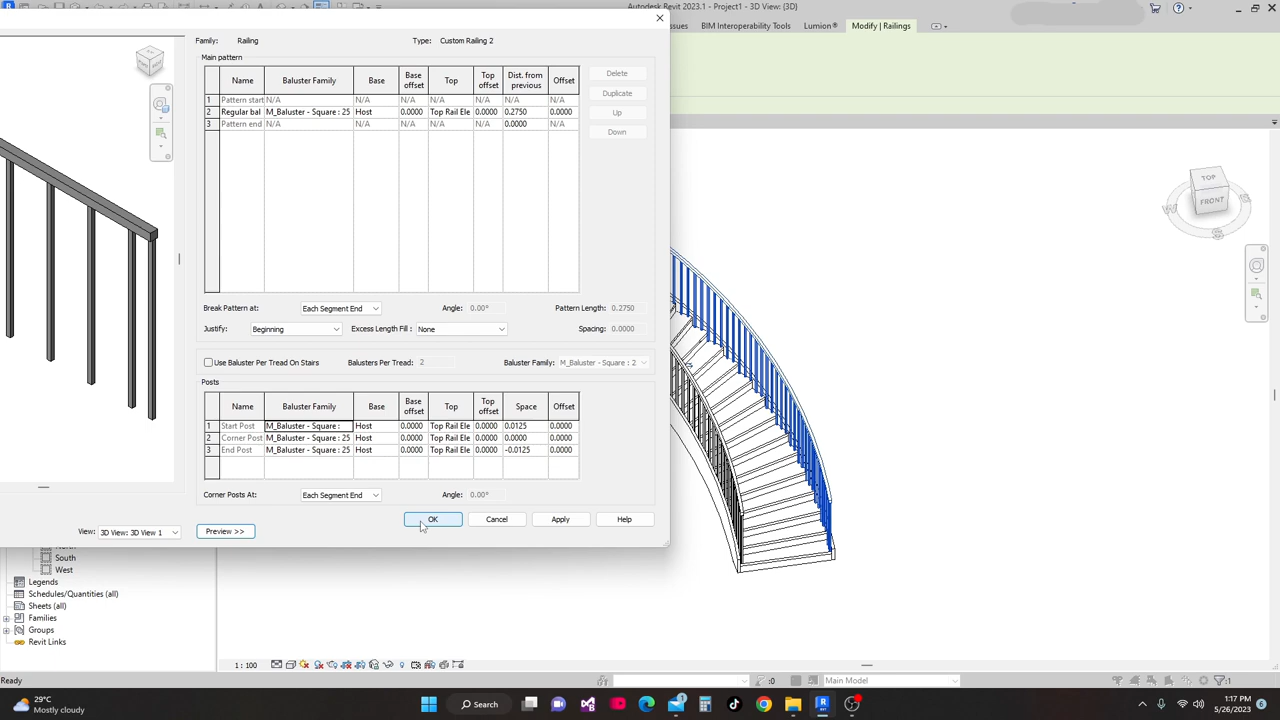 Autodesk Revit 2023.1 - Project1 - 3D View: {3D}
ssues BIM Interoperability Tools Lumion® Modify | Railings
Family: Railing Type: Custom Railing 2
Main pattern
Name Baluster Family Base Base offset Top Top offset Dist. from previous Offset
1 Pattern start N/A N/A N/A N/A N/A N/A N/A
2 Regular bal M_Baluster - Square : 25 Host 0.0000 Top Rail Ele 0.0000 0.2750 0.0000
3 Pattern end N/A N/A N/A N/A N/A 0.0000 N/A
Delete
Duplicate
Up
Down
Break Pattern at: Each Segment End Angle: 0.00° Pattern Length: 0.2750
Justify: Beginning Excess Length Fill : None Spacing: 0.0000
Use Baluster Per Tread On Stairs Balusters Per Tread: 2 Baluster Family: M_Baluster - Square : 2
Posts
Name Baluster Family Base Base offset Top Top offset Space Offset
1 Start Post M_Baluster - Square : Host 0.0000 Top Rail Ele 0.0000 0.0125 0.0000
2 Corner Post M_Baluster - Square : 25 Host 0.0000 Top Rail Ele 0.0000 0.0000 0.0000
3 End Post M_Baluster - Square : 25 Host 0.0000 Top Rail Ele 0.0000 -0.0125 0.0000
Corner Posts At: Each Segment End Angle: 0.00°
OK Cancel Apply Help
View: 3D View: 3D View 1 Preview >>
TOP
FRONT
South
West
Legends
Schedules/Quantities (all)
Sheets (all)
Families
Groups
Revit Links
1 : 100
Ready :0 Main Model :1
29°C
Mostly cloudy
Search
1:17 PM
5/26/2023